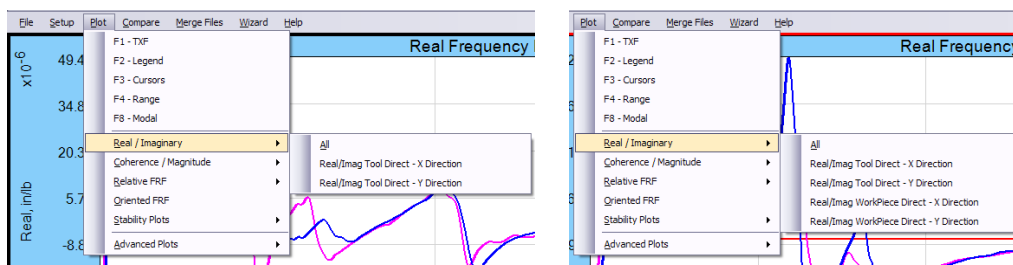 File Setup Plot Compare Merge Files Wizard Help
F1 - TXF
F2 - Legend
F3 - Cursors
F4 - Range
F8 - Modal
Real / Imaginary
Coherence / Magnitude
Relative FRF
Oriented FRF
Stability Plots
Advanced Plots
All
Real/Imag Tool Direct - X Direction
Real/Imag Tool Direct - Y Direction
Real Frequency
x10-6
49.4
34.8
20.3
5.7
-8.8
Real, in/lb
Plot Compare Merge Files Wizard Help
F1 - TXF
F2 - Legend
F3 - Cursors
F4 - Range
F8 - Modal
Real / Imaginary
Coherence / Magnitude
Relative FRF
Oriented FRF
Stability Plots
Advanced Plots
All
Real/Imag Tool Direct - X Direction
Real/Imag Tool Direct - Y Direction
Real/Imag WorkPiece Direct - X Direction
Real/Imag WorkPiece Direct - Y Direction
Real Frequency